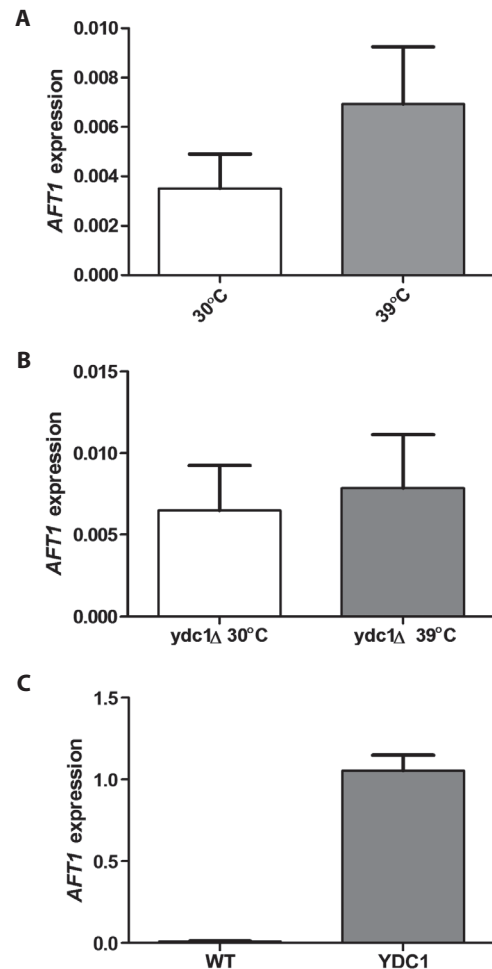 A
AFT1 expression
0.010
0.008
0.006
0.004
0.002
0.000
30°C
39°C
B
AFT1 expression
0.015
0.010
0.005
0.000
ydc1Δ 30°C
ydc1Δ 39°C
C
AFT1 expression
1.5
1.0
0.5
0.0
WT
YDC1